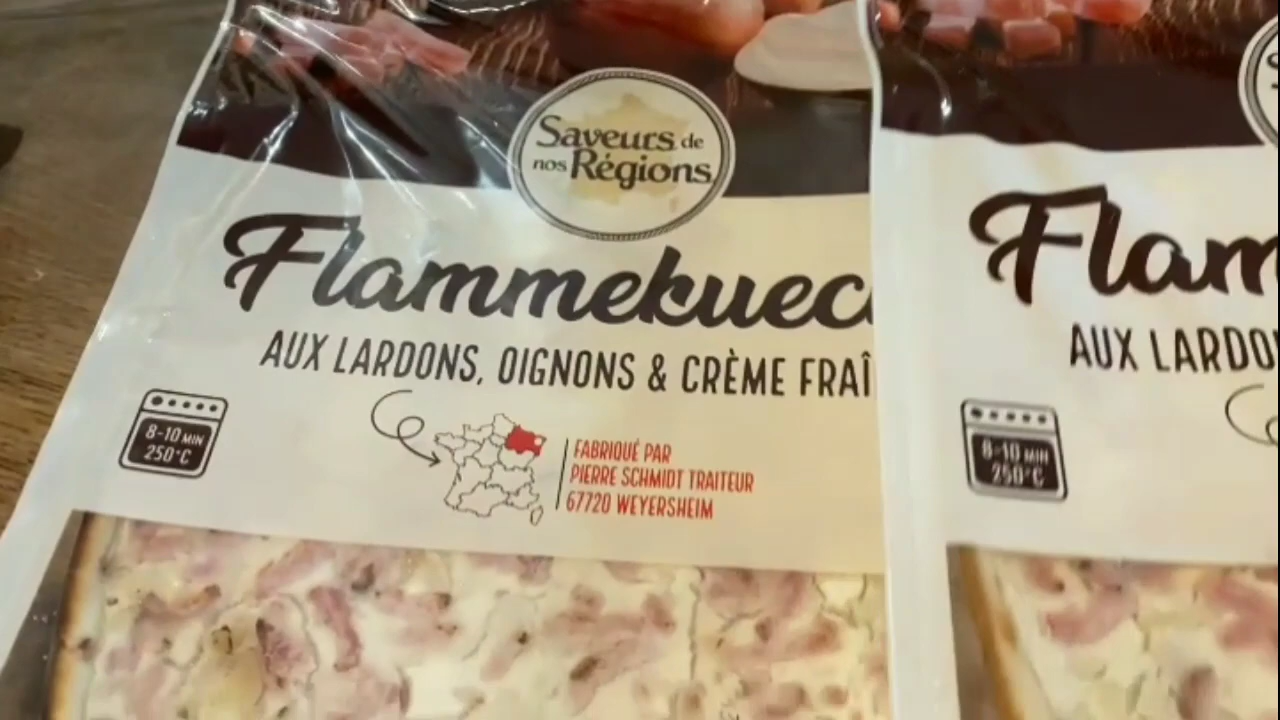 Saveurs de
nos Régions
Flammekuec
AUX LARDONS, OIGNONS & CRÈME FRAÎ
8-10 MIN
250°C
FABRIQUÉ PAR
PIERRE SCHMIDT TRAITEUR
67720 WEYERSHEIM
Flam
AUX LARDO
8-10 MIN
250°C